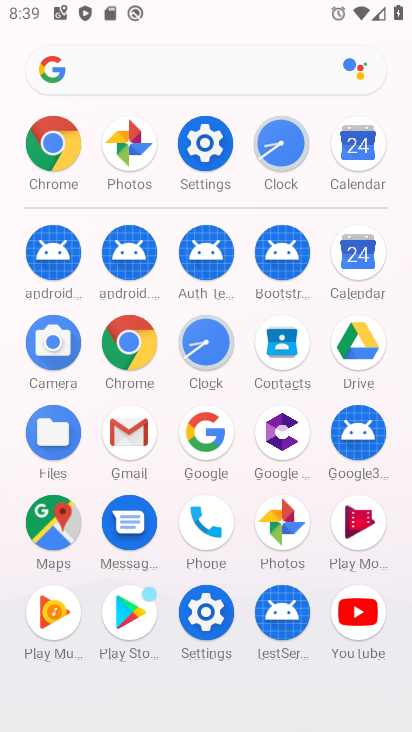 8:39
G
Chrome Photos Settings Clock Calendar
24
android... android.... Auth Te... Bootstr... Calendar
24
Camera Chrome Clock Contacts Drive
Files Gmail Google Google ... Google3...
Maps Messag... Phone Photos Play Mo...
Play Mu... Play Sto... Settings TestSer... YouTube